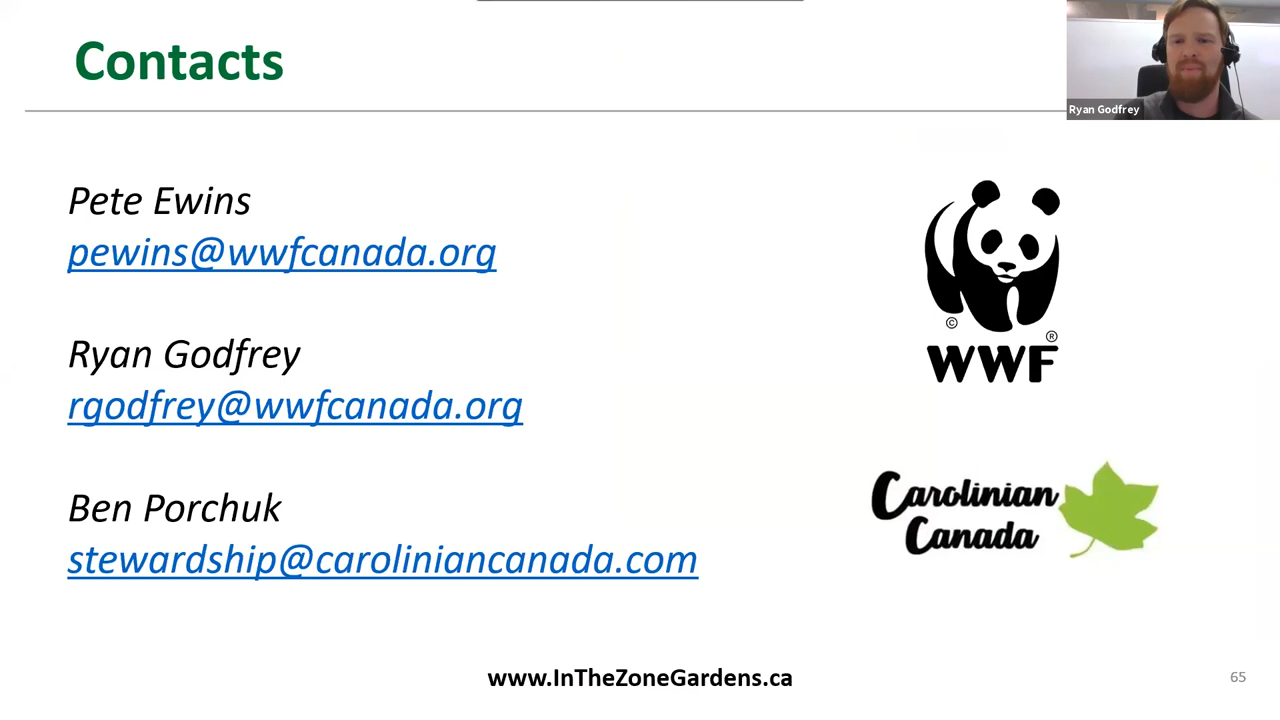 Contacts
Ryan Godfrey
Pete Ewins
pewins@wwfcanada.org
Ryan Godfrey
rgodfrey@wwfcanada.org
Ben Porchuk
stewardship@caroliniancanada.com
©
®
WWF
Carolinian
Canada
www.InTheZoneGardens.ca
65